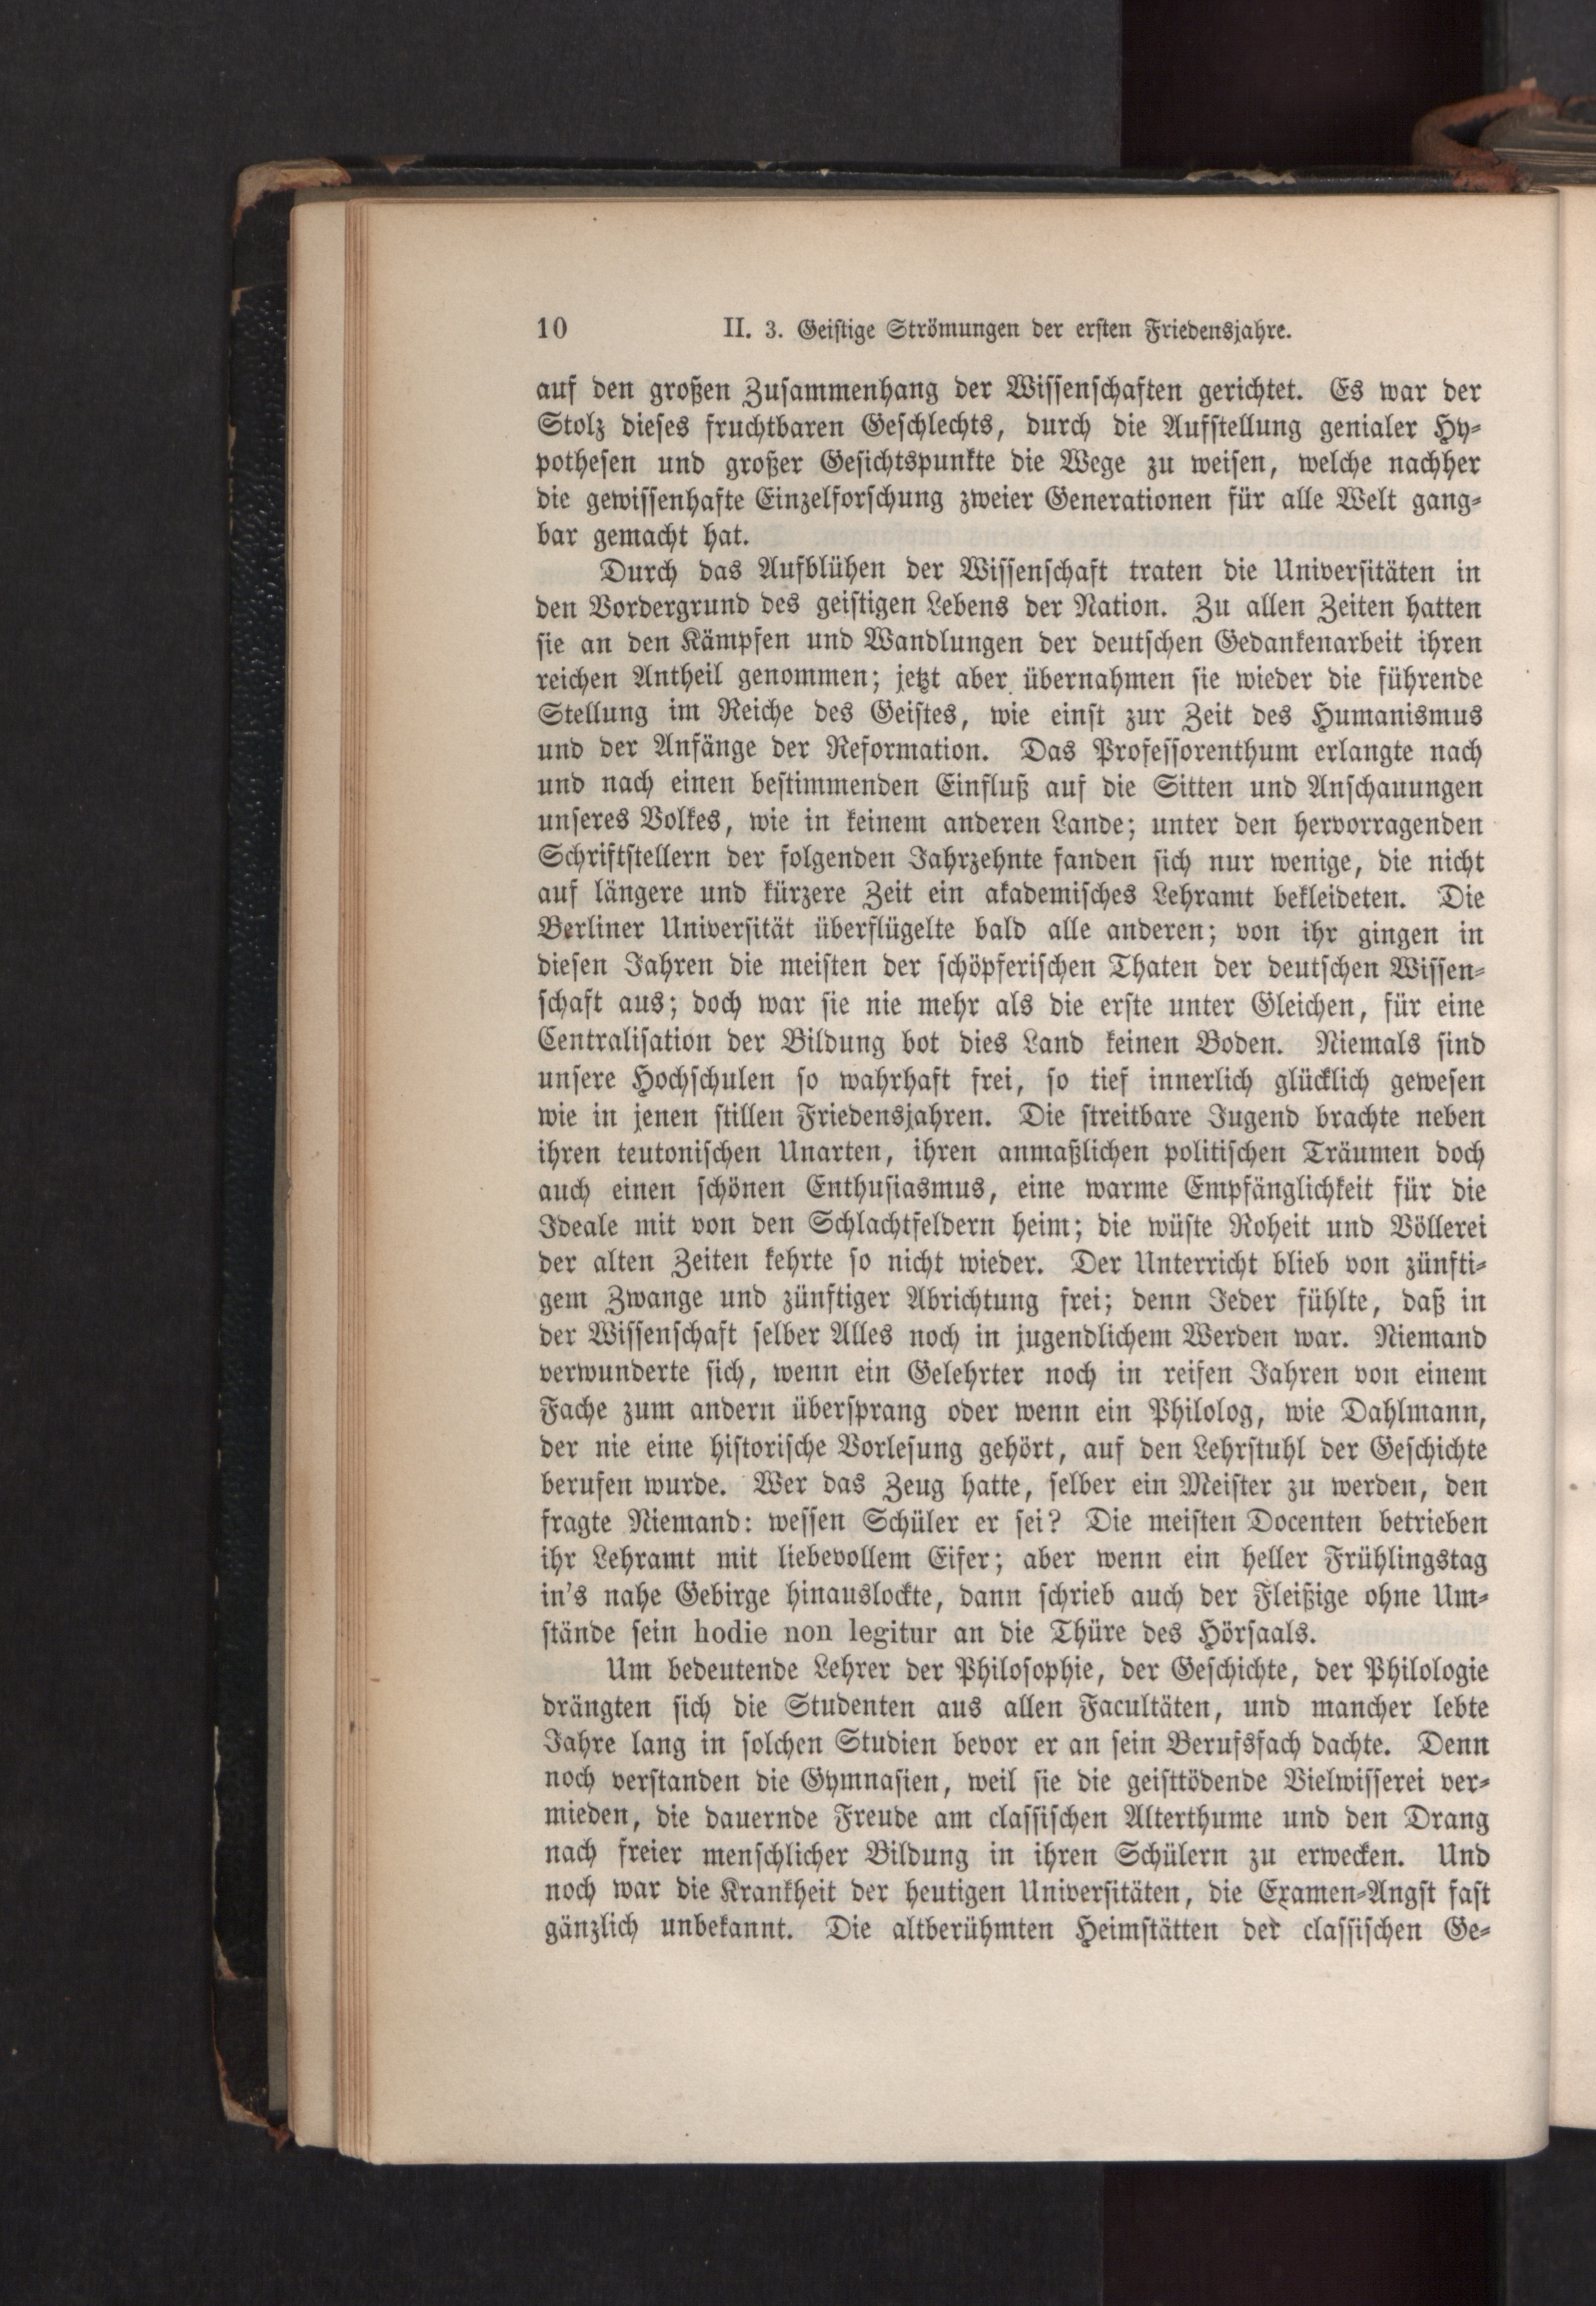 10 II. 3. Geistige Strömungen der ersten Friedensjahre.
auf den großen Zusammenhang der Wissenschaften gerichtet. Es war der
Stolz dieses fruchtbaren Geschlechts, durch die Aufstellung genialer Hy-
pothesen und großer Gesichtspunkte die Wege zu weisen, welche nachher
die gewissenhafte Einzelforschung zweier Generationen für alle Welt gang-
bar gemacht hat.
Durch das Aufblühen der Wissenschaft traten die Universitäten in
den Vordergrund des geistigen Lebens der Nation. Zu allen Zeiten hatten
sie an den Kämpfen und Wandlungen der deutschen Gedankenarbeit ihren
reichen Antheil genommen; jetzt aber übernahmen sie wieder die führende
Stellung im Reiche des Geistes, wie einst zur Zeit des Humanismus
und der Anfänge der Reformation. Das Professorenthum erlangte nach
und nach einen bestimmenden Einfluß auf die Sitten und Anschauungen
unseres Volkes, wie in keinem anderen Lande; unter den hervorragenden
Schriftstellern der folgenden Jahrzehnte fanden sich nur wenige, die nicht
auf längere und kürzere Zeit ein akademisches Lehramt bekleideten. Die
Berliner Universität überflügelte bald alle anderen; von ihr gingen in
diesen Jahren die meisten der schöpferischen Thaten der deutschen Wissen-
schaft aus; doch war sie nie mehr als die erste unter Gleichen, für eine
Centralisation der Bildung bot dies Land keinen Boden. Niemals sind
unsere Hochschulen so wahrhaft frei, so tief innerlich glücklich gewesen
wie in jenen stillen Friedensjahren. Die streitbare Jugend brachte neben
ihren teutonischen Unarten, ihren anmaßlichen politischen Träumen doch
auch einen schönen Enthusiasmus, eine warme Empfänglichkeit für die
Ideale mit von den Schlachtfeldern heim; die wüste Roheit und Völlerei
der alten Zeiten kehrte so nicht wieder. Der Unterricht blieb von zünfti-
gem Zwange und zünftiger Abrichtung frei; denn Jeder fühlte, daß in
der Wissenschaft selber Alles noch in jugendlichem Werden war. Niemand
verwunderte sich, wenn ein Gelehrter noch in reifen Jahren von einem
Fache zum andern übersprang oder wenn ein Philolog, wie Dahlmann,
der nie eine historische Vorlesung gehört, auf den Lehrstuhl der Geschichte
berufen wurde. Wer das Zeug hatte, selber ein Meister zu werden, den
fragte Niemand: wessen Schüler er sei? Die meisten Docenten betrieben
ihr Lehramt mit liebevollem Eifer; aber wenn ein heller Frühlingstag
in's nahe Gebirge hinauslockte, dann schrieb auch der Fleißige ohne Um-
stände sein hodie non legitur an die Thüre des Hörsaals.
Um bedeutende Lehrer der Philosophie, der Geschichte, der Philologie
drängten sich die Studenten aus allen Facultäten, und mancher lebte
Jahre lang in solchen Studien bevor er an sein Berufsfach dachte. Denn
noch verstanden die Gymnasien, weil sie die geisttödende Vielwisserei ver-
mieden, die dauernde Freude am classischen Alterthume und den Drang
nach freier menschlicher Bildung in ihren Schülern zu erwecken. Und
noch war die Krankheit der heutigen Universitäten, die Examen-Angst fast
gänzlich unbekannt. Die altberühmten Heimstätten der classischen Ge-